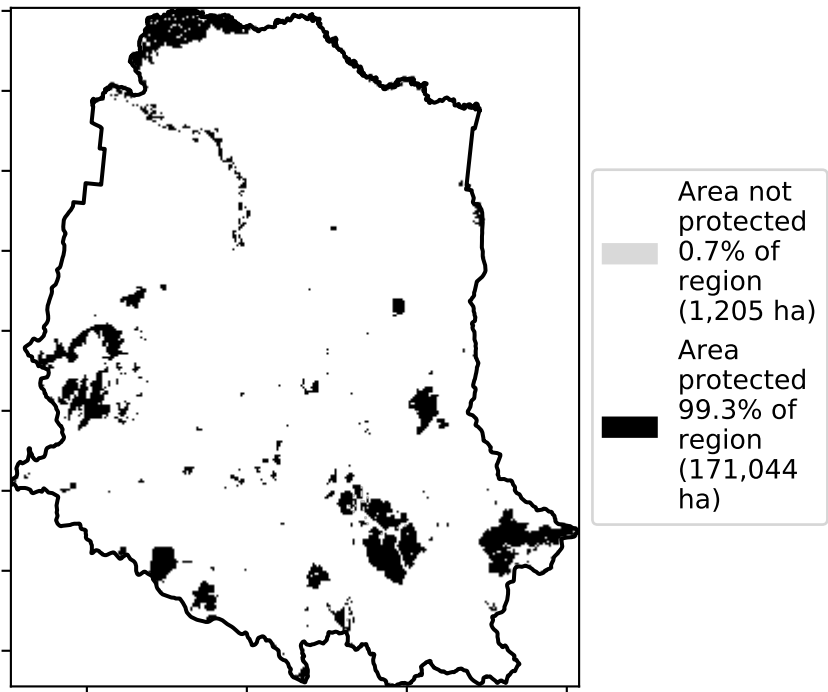 Area not
protected
0.7% of
region
(1,205 ha)
Area
protected
99.3% of
region
(171,044
ha)